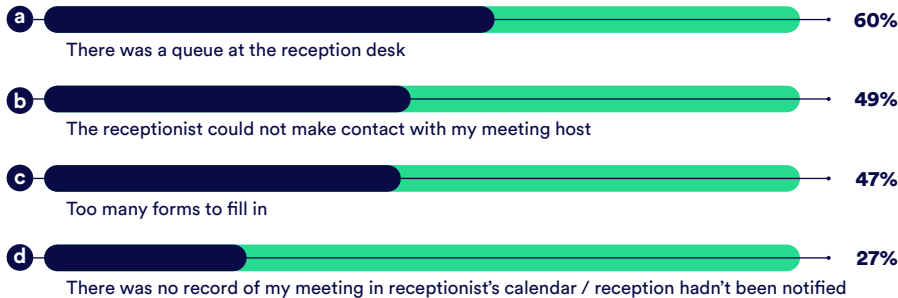 a 60%
There was a queue at the reception desk
b 49%
The receptionist could not make contact with my meeting host
c 47%
Too many forms to fill in
d 27%
There was no record of my meeting in receptionist’s calendar / reception hadn’t been notified